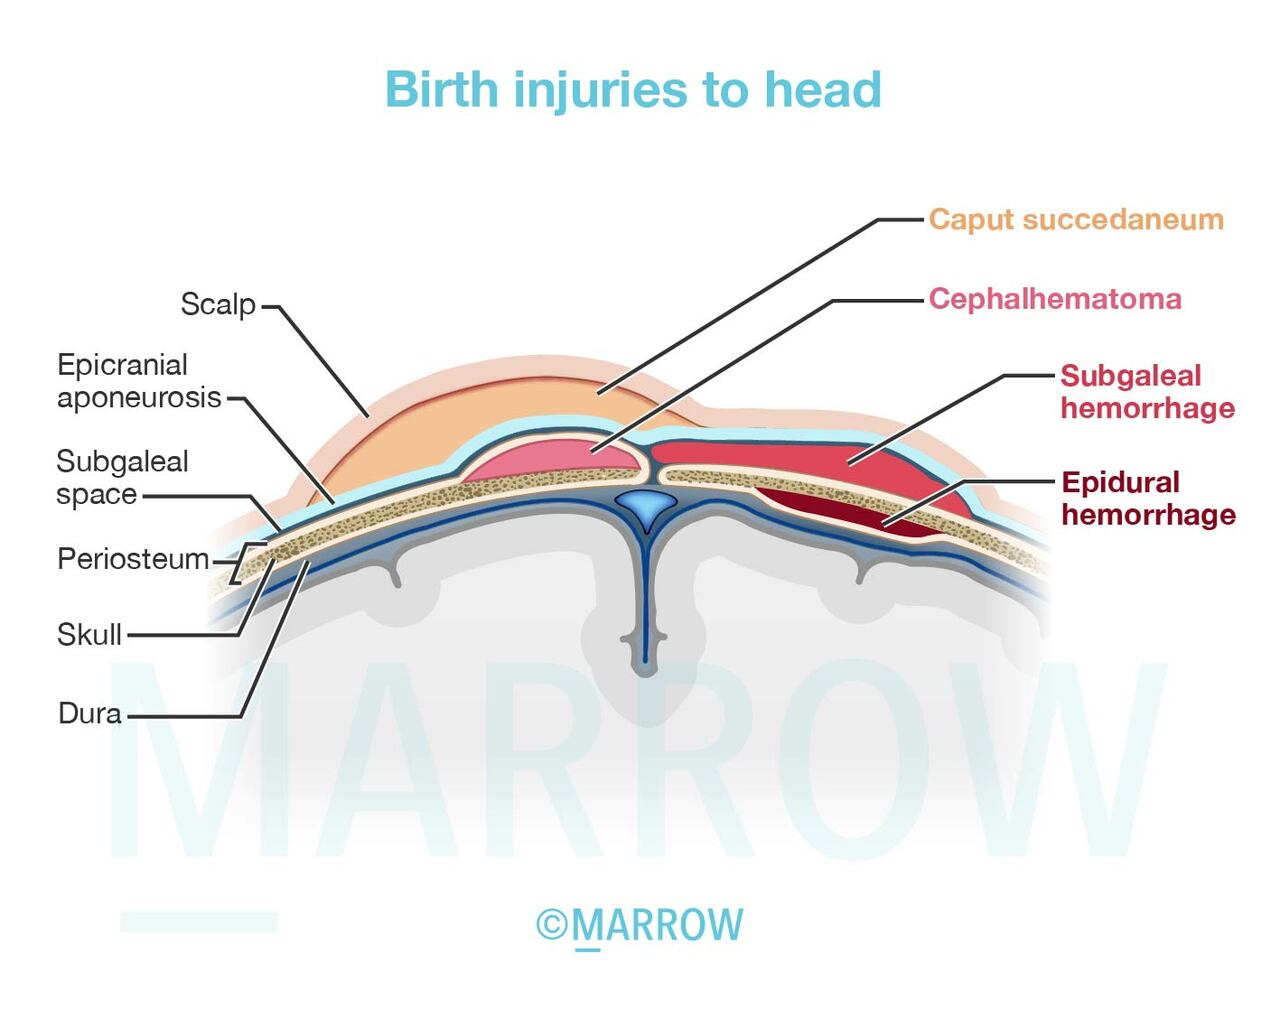 Birth injuries to head
Caput succedaneum
Cephalhematoma
Scalp
Epicranial
aponeurosis
Subgaleal
hemorrhage
Subgaleal
space
Epidural
hemorrhage
Periosteum
Skull
Dura
MARROW
©MARROW